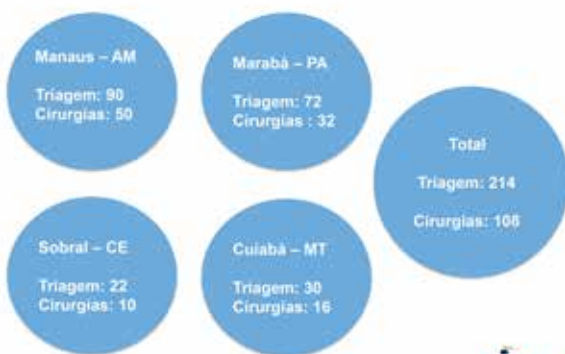 Manaus – AM
Triagem: 90
Cirurgias: 50
Marabá – PA
Triagem: 72
Cirurgias : 32
Total
Triagem: 214
Cirurgias: 108
Sobral – CE
Triagem: 22
Cirurgias: 10
Cuiabá – MT
Triagem: 30
Cirurgias: 16